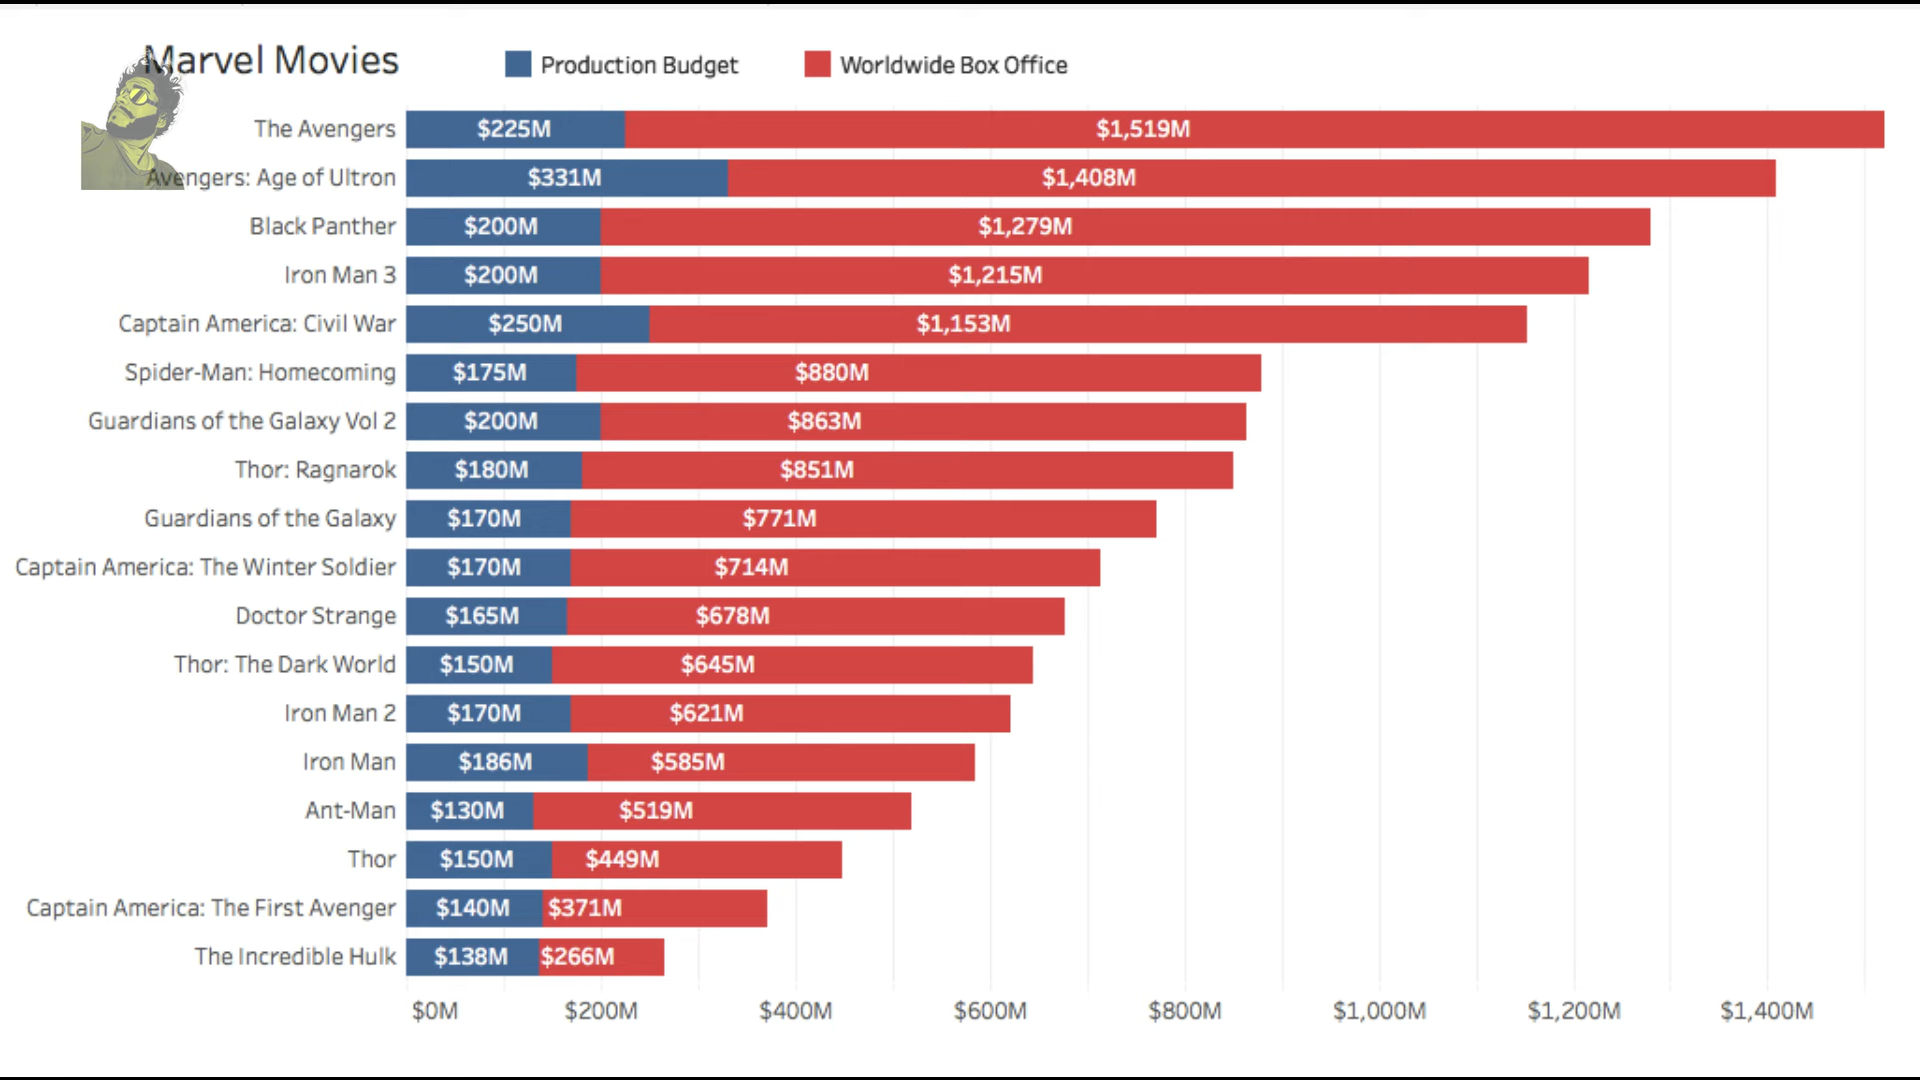 Marvel Movies
Production Budget
Worldwide Box Office
The Avengers $225M $1,519M
Avengers: Age of Ultron $331M $1,408M
Black Panther $200M $1,279M
Iron Man 3 $200M $1,215M
Captain America: Civil War $250M $1,153M
Spider-Man: Homecoming $175M $880M
Guardians of the Galaxy Vol 2 $200M $863M
Thor: Ragnarok $180M $851M
Guardians of the Galaxy $170M $771M
Captain America: The Winter Soldier $170M $714M
Doctor Strange $165M $678M
Thor: The Dark World $150M $645M
Iron Man 2 $170M $621M
Iron Man $186M $585M
Ant-Man $130M $519M
Thor $150M $449M
Captain America: The First Avenger $140M $371M
The Incredible Hulk $138M $266M
$0M $200M $400M $600M $800M $1,000M $1,200M $1,400M